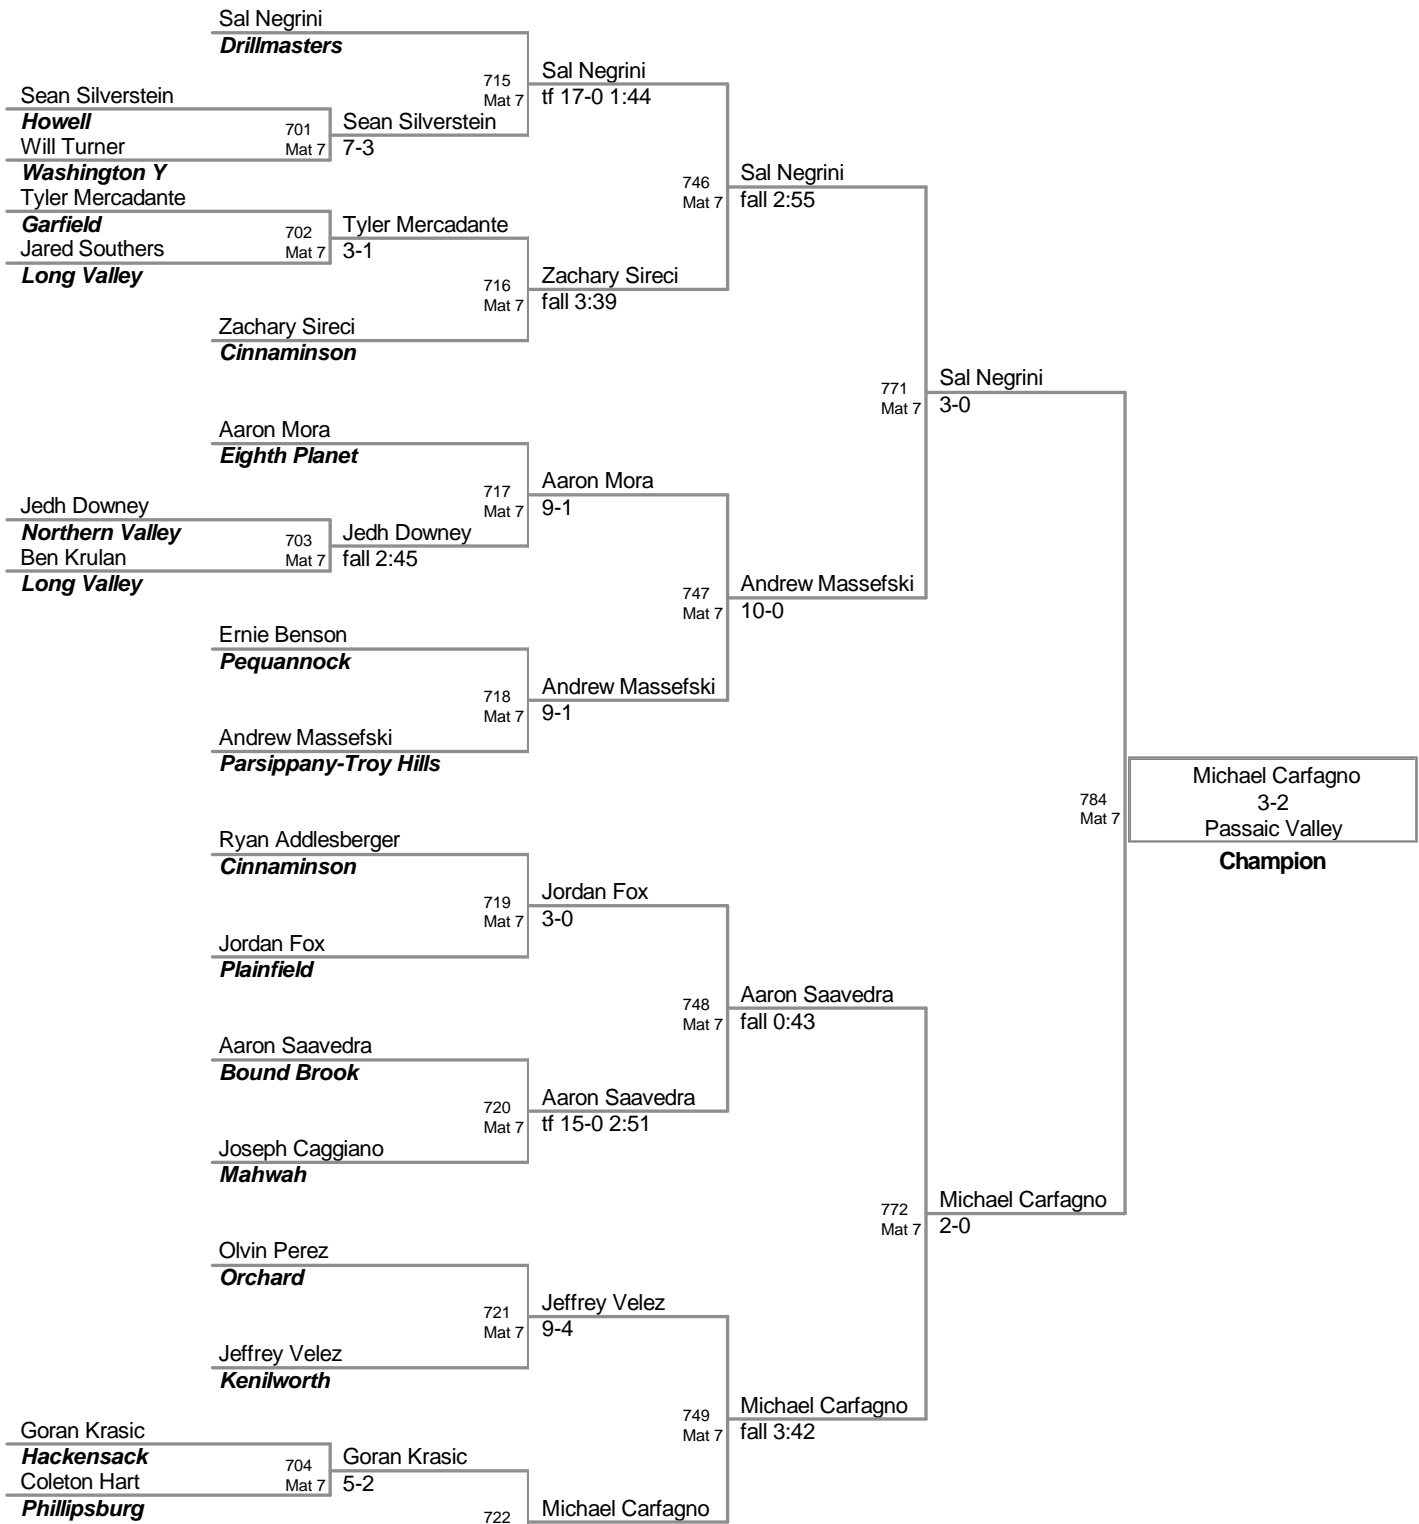 Sal Negrini
Drillmasters
715
Mat 7
Sal Negrini
tf 17-0 1:44
Sean Silverstein
Howell
701
Mat 7
Sean Silverstein
7-3
Will Turner
Washington Y
746
Mat 7
Sal Negrini
fall 2:55
Tyler Mercadante
Garfield
702
Mat 7
Tyler Mercadante
3-1
Jared Southers
Long Valley
716
Mat 7
Zachary Sireci
fall 3:39
Zachary Sireci
Cinnaminson
771
Mat 7
Sal Negrini
3-0
Aaron Mora
Eighth Planet
717
Mat 7
Aaron Mora
9-1
Jedh Downey
Northern Valley
703
Mat 7
Jedh Downey
fall 2:45
Ben Krulan
Long Valley
747
Mat 7
Andrew Massefski
10-0
Ernie Benson
Pequannock
718
Mat 7
Andrew Massefski
9-1
Andrew Massefski
Parsippany-Troy Hills
784
Mat 7
Michael Carfagno
3-2
Passaic Valley
Champion
Ryan Addlesberger
Cinnaminson
719
Mat 7
Jordan Fox
3-0
Jordan Fox
Plainfield
748
Mat 7
Aaron Saavedra
fall 0:43
Aaron Saavedra
Bound Brook
720
Mat 7
Aaron Saavedra
tf 15-0 2:51
Joseph Caggiano
Mahwah
772
Mat 7
Michael Carfagno
2-0
Olvin Perez
Orchard
721
Mat 7
Jeffrey Velez
9-4
Jeffrey Velez
Kenilworth
749
Mat 7
Michael Carfagno
fall 3:42
Goran Krasic
Hackensack
704
Mat 7
Goran Krasic
5-2
Coleton Hart
Phillipsburg
722
Michael Carfagno